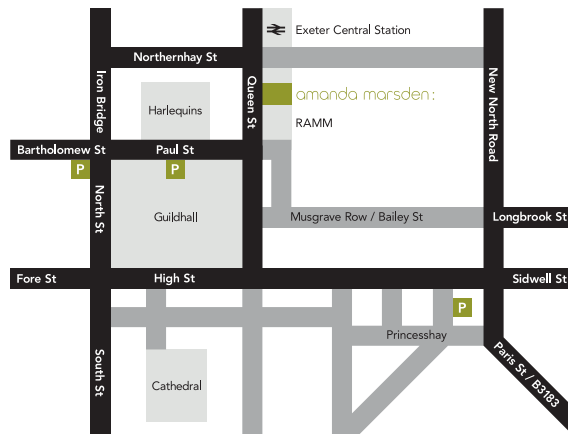 Exeter Central Station
Northernhay St
Iron Bridge
Queen St
New North Road
amanda marsden:
Harlequins
RAMM
Bartholomew St
Paul St
P
P
North St
Guildhall
Musgrave Row / Bailey St
Longbrook St
Fore St
High St
Sidwell St
P
Princesshay
South St
Cathedral
Paris St / B3183